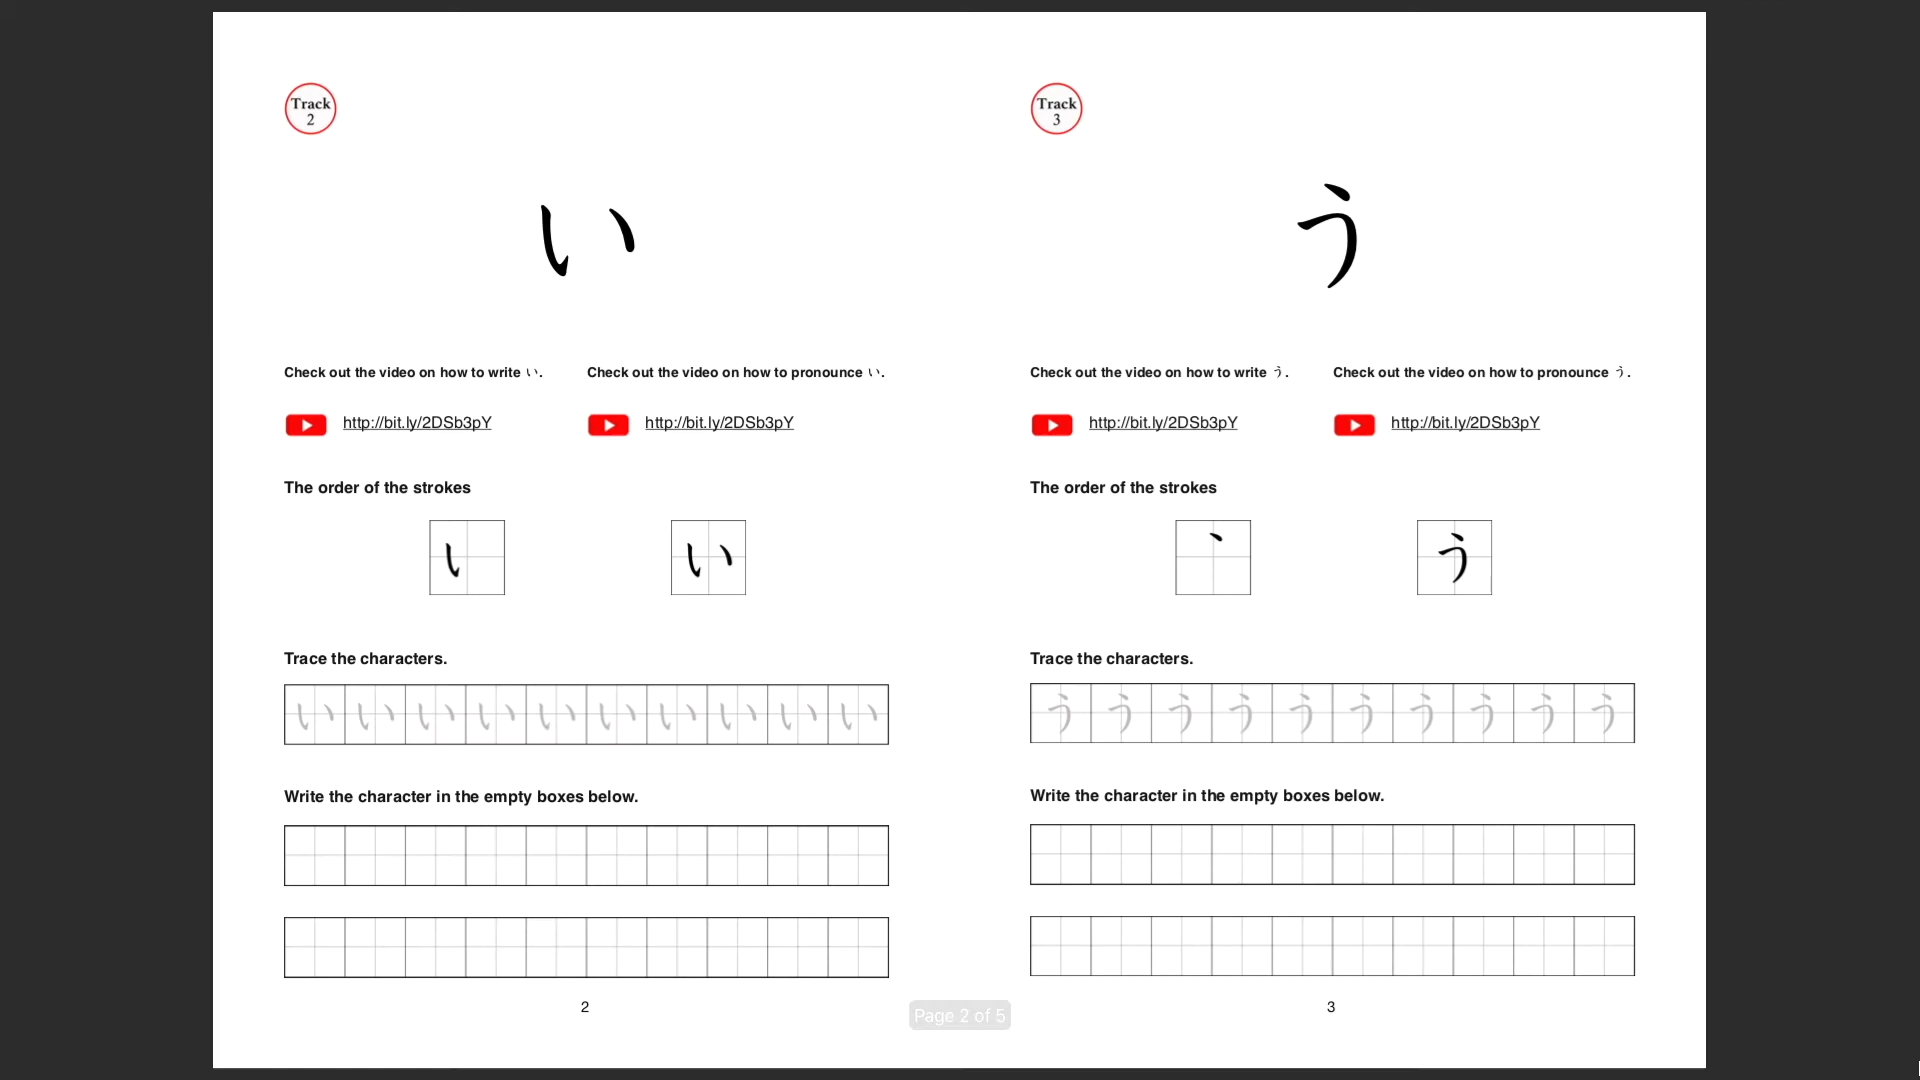 Track
2
い
Check out the video on how to write い.
Check out the video on how to pronounce い.
http://bit.ly/2DSb3pY
http://bit.ly/2DSb3pY
The order of the strokes
い
Trace the characters.
い い い い い い い い い い
Write the character in the empty boxes below.
2
Track
3
う
Check out the video on how to write う.
Check out the video on how to pronounce う.
http://bit.ly/2DSb3pY
http://bit.ly/2DSb3pY
The order of the strokes
う
Trace the characters.
う う う う う う う う う う
Write the character in the empty boxes below.
3
Page 2 of 5